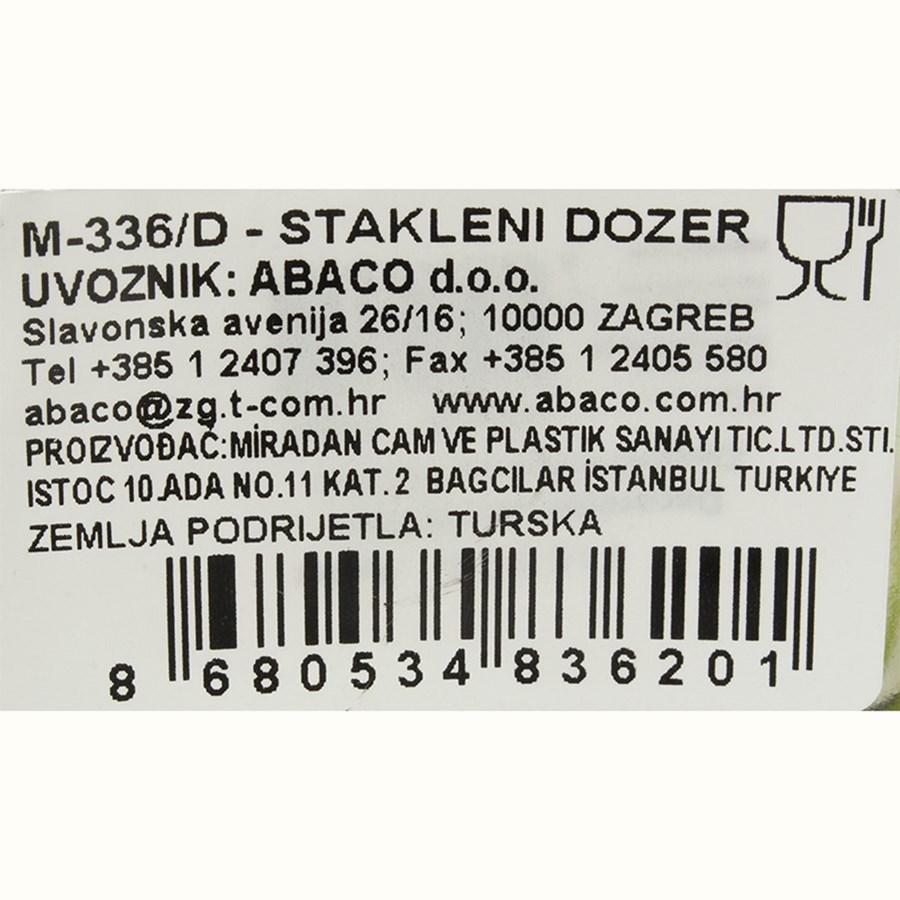 M-336/D - STAKLENI DOZER
UVOZNIK: ABACO d.o.o.
Slavonska avenija 26/16; 10000 ZAGREB
Tel +385 1 2407 396; Fax +385 1 2405 580
abaco@zg.t-com.hr www.abaco.com.hr
PROIZVOĐAČ:MİRADAN CAM VE PLASTIK SANAYI TIC.LTD.STI.
ISTOC 10.ADA NO.11 KAT.2 BAGCILAR İSTANBUL TURKIYE
ZEMLJA PODRIJETLA: TURSKA
8 680534 836201